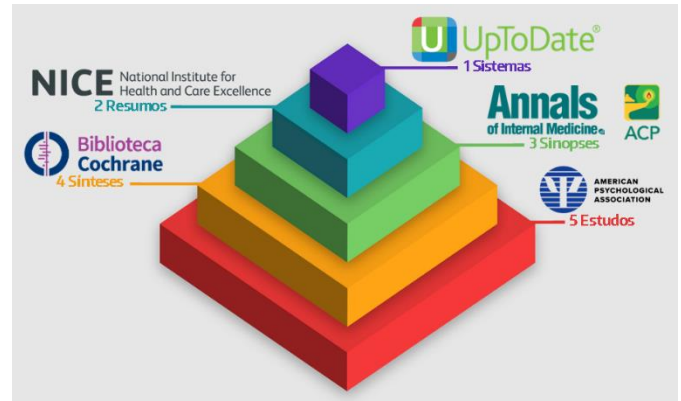 UpToDate®
1 Sistemas
NICE National Institute for
Health and Care Excellence
2 Resumos
Annals
of Internal Medicine®
ACP
3 Sinopses
Biblioteca
Cochrane
4 Sínteses
AMERICAN
PSYCHOLOGICAL
ASSOCIATION
5 Estudos